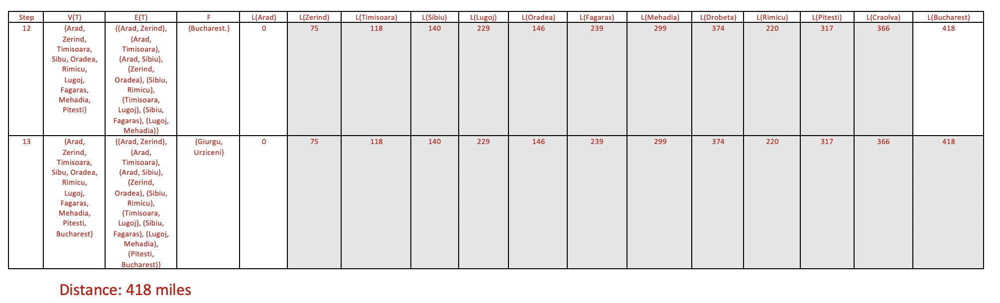 Step V(T) E(T) F L(Arad) L(Zerind) L(Timisoara) L(Sibiu) L(Lugoj) L(Oradea) L(Fagaras) L(Mehadia) L(Drobeta) L(Rimicu) L(Pitesti) L(Craolva) L(Bucharest)
12 {Arad, {(Arad, Zerind), {Bucharest.} 0 75 118 140 229 146 239 299 374 220 317 366 418
Zerind, (Arad,
Timisoara, Timisoara),
Sibu, Oradea, (Arad, Sibiu),
Rimicu, (Zerind,
Lugoj, Oradea), (Sibiu,
Fagaras, Rimicu),
Mehadia, (Timisoara,
Pitesti} Lugoj), (Sibiu,
Fagaras), (Lugoj,
Mehadia)}
13 {Arad, {(Arad, Zerind), {Giurgu, 0 75 118 140 229 146 239 299 374 220 317 366 418
Zerind, (Arad, Urziceni}
Timisoara, Timisoara),
Sibu, Oradea, (Arad, Sibiu),
Rimicu, (Zerind,
Lugoj, Oradea), (Sibiu,
Fagaras, Rimicu),
Mehadia, (Timisoara,
Pitesti, Lugoj), (Sibiu,
Bucharest} Fagaras), (Lugoj,
Mehadia),
(Pitesti,
Bucharest)}
Distance: 418 miles